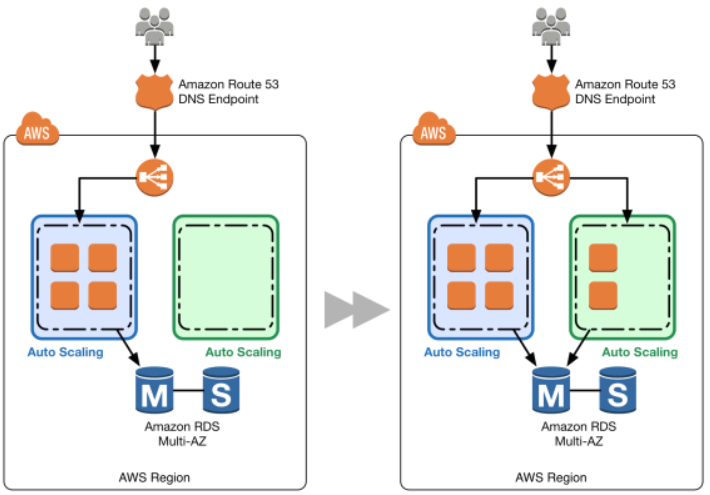 Amazon Route 53
DNS Endpoint
AWS
Auto Scaling
Auto Scaling
M
S
Amazon RDS
Multi-AZ
AWS Region
Amazon Route 53
DNS Endpoint
AWS
Auto Scaling
Auto Scaling
M
S
Amazon RDS
Multi-AZ
AWS Region